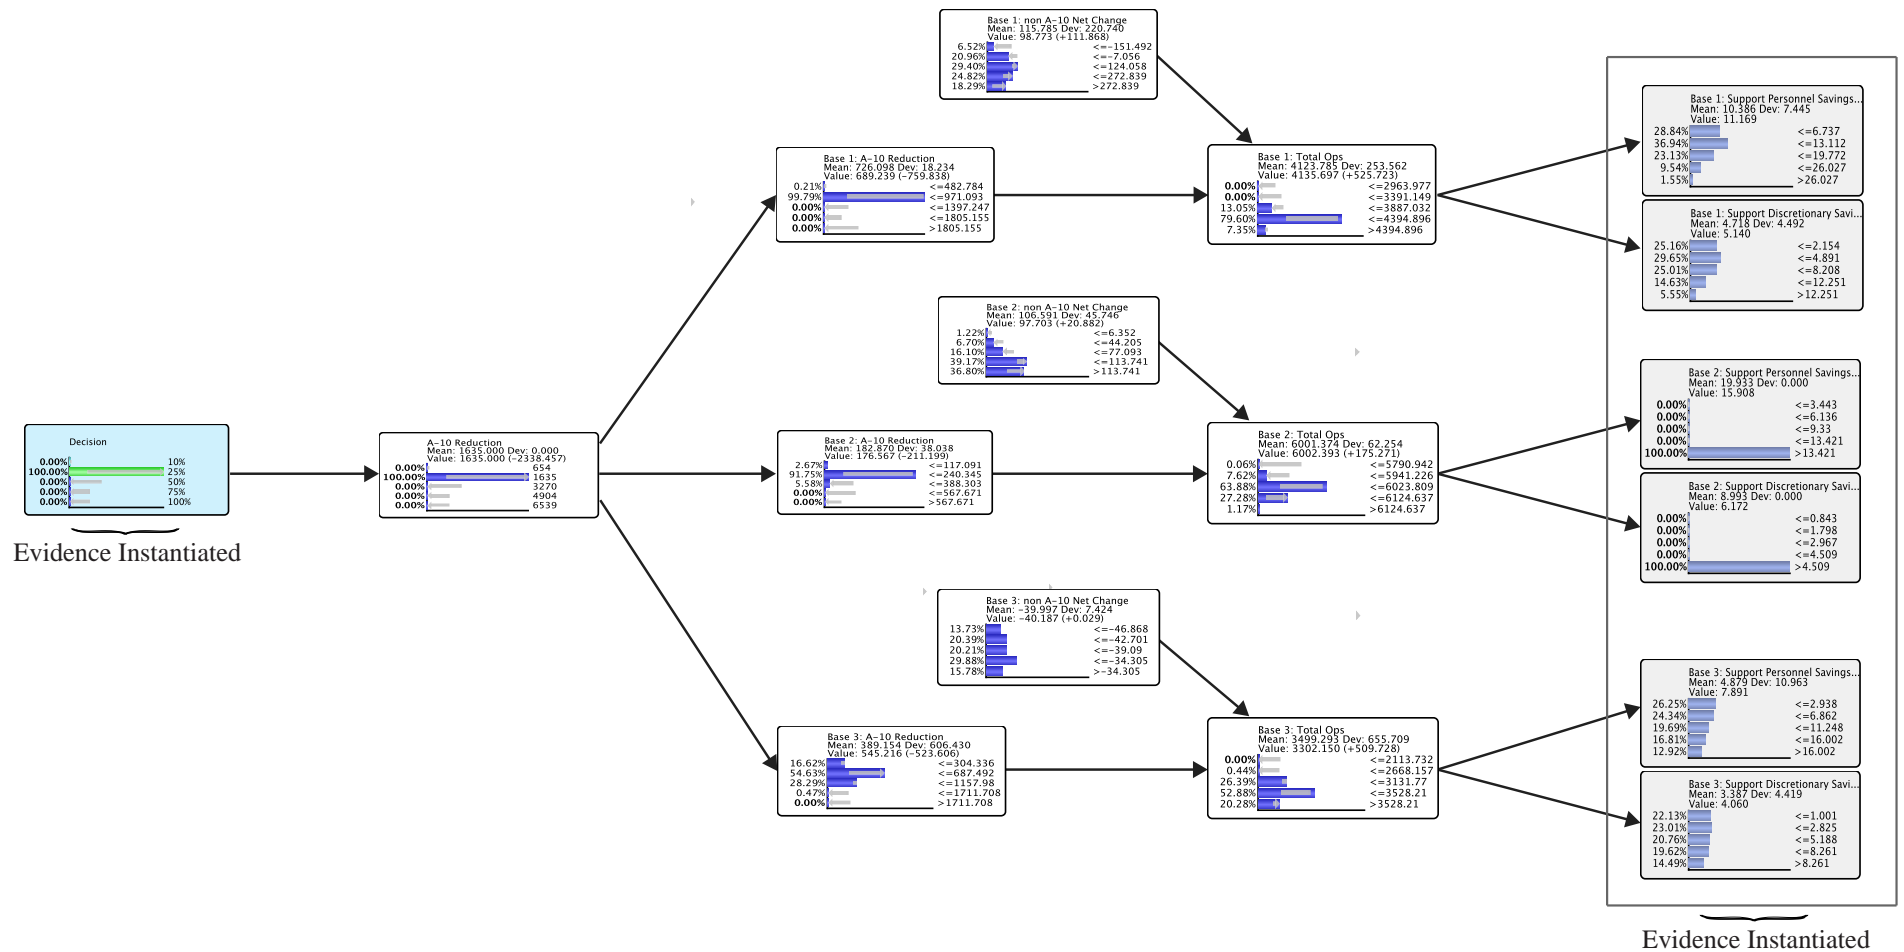 Base 1: non A-10 Net Change
Mean: 115.785 Dev: 220.740
Value: 98.773 (+111.868)
6.52% <=-151.492
20.96% <=-7.056
29.40% <=124.058
24.82% <=272.839
18.29% >272.839
Base 1: Support Personnel Savings...
Mean: 10.386 Dev: 7.445
Value: 11.169
28.84% <=6.737
36.94% <=13.112
23.13% <=19.772
9.54% <=26.027
1.55% >26.027
Base 1: A-10 Reduction
Mean: 726.098 Dev: 18.234
Value: 689.239 (-759.838)
0.21% <=482.784
99.79% <=971.093
0.00% <=1397.247
0.00% <=1805.155
0.00% >1805.155
Base 1: Total Ops
Mean: 4123.785 Dev: 253.562
Value: 4135.697 (+525.723)
0.00% <=2963.977
0.00% <=3391.149
13.05% <=3887.032
79.60% <=4394.896
7.35% >4394.896
Base 1: Support Discretionary Savi...
Mean: 4.718 Dev: 4.492
Value: 5.140
25.16% <=2.154
29.65% <=4.891
25.01% <=8.208
14.63% <=12.251
5.55% >12.251
Base 2: non A-10 Net Change
Mean: 106.591 Dev: 45.746
Value: 97.703 (+20.882)
1.22% <=6.352
6.70% <=44.205
16.10% <=77.093
39.17% <=113.741
36.80% >113.741
Base 2: Support Personnel Savings...
Mean: 19.933 Dev: 0.000
Value: 15.908
0.00% <=3.443
0.00% <=6.136
0.00% <=9.33
0.00% <=13.421
100.00% >13.421
Decision
0.00% 10%
100.00% 25%
0.00% 50%
0.00% 75%
0.00% 100%
Evidence Instantiated
A-10 Reduction
Mean: 1635.000 Dev: 0.000
Value: 1635.000 (-2338.457)
0.00% 654
100.00% 1635
0.00% 3270
0.00% 4904
0.00% 6539
Base 2: A-10 Reduction
Mean: 182.870 Dev: 38.038
Value: 176.567 (-211.199)
2.67% <=117.091
91.75% <=240.345
5.58% <=388.303
0.00% <=567.671
0.00% >567.671
Base 2: Total Ops
Mean: 6001.374 Dev: 62.254
Value: 6002.393 (+175.271)
0.06% <=5790.942
7.62% <=5941.226
63.88% <=6023.809
27.28% <=6124.637
1.17% >6124.637
Base 2: Support Discretionary Savi...
Mean: 8.993 Dev: 0.000
Value: 6.172
0.00% <=0.843
0.00% <=1.798
0.00% <=2.967
0.00% <=4.509
100.00% >4.509
Base 3: non A-10 Net Change
Mean: -39.997 Dev: 7.424
Value: -40.187 (+0.029)
13.73% <=-46.868
20.39% <=-42.701
20.21% <=-39.09
29.88% <=-34.305
15.78% >-34.305
Base 3: Support Personnel Savings...
Mean: 4.879 Dev: 10.963
Value: 7.891
26.25% <=2.938
24.34% <=6.862
19.69% <=11.248
16.81% <=16.002
12.92% >16.002
Base 3: A-10 Reduction
Mean: 389.154 Dev: 606.430
Value: 545.216 (-523.606)
16.62% <=304.336
54.63% <=687.492
28.29% <=1157.98
0.47% <=1711.708
0.00% >1711.708
Base 3: Total Ops
Mean: 3499.293 Dev: 655.709
Value: 3302.150 (+509.728)
0.00% <=2113.732
0.44% <=2668.157
26.39% <=3131.77
52.88% <=3528.21
20.28% >3528.21
Base 3: Support Discretionary Savi...
Mean: 3.387 Dev: 4.419
Value: 4.060
22.13% <=1.001
23.01% <=2.825
20.76% <=5.188
19.62% <=8.261
14.49% >8.261
Evidence Instantiated